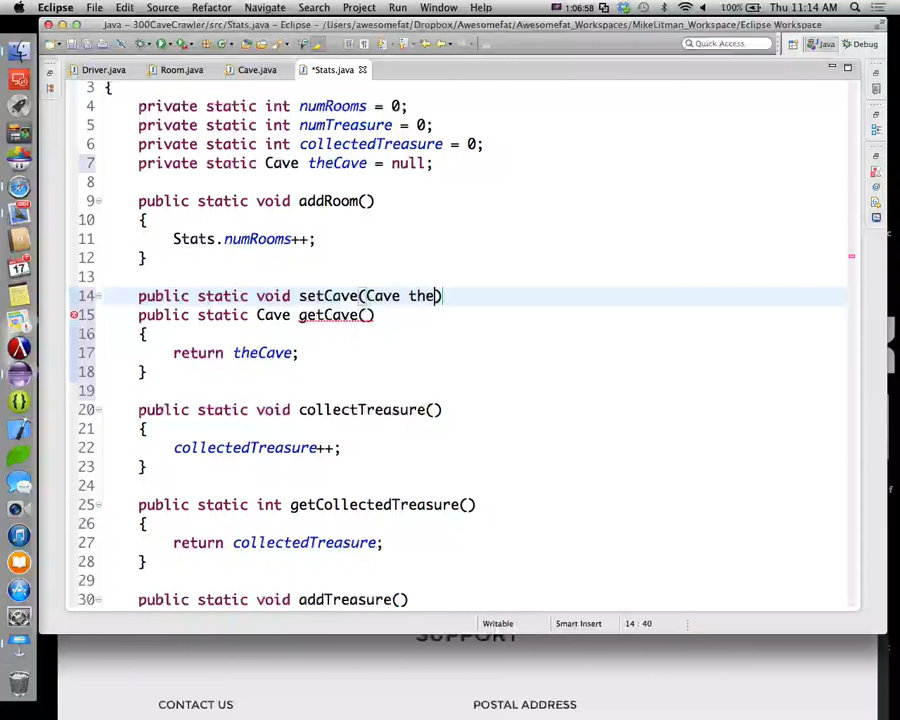 Eclipse File Edit Source Refactor Navigate Search Project Run Window Help 1:06:58 100% Thu 11:14 AM
Java - 300CaveCrawler/src/Stats.java - Eclipse - /Users/awesomefat/Dropbox/Awesomefat/Awesomefat_Workspaces/MikeLitman_Workspace/Eclipse Workspace
Quick Access Java Debug
Driver.java Room.java Cave.java *Stats.java
3 {
4 private static int numRooms = 0;
5 private static int numTreasure = 0;
6 private static int collectedTreasure = 0;
7 private static Cave theCave = null;
8
9 public static void addRoom()
10 {
11 Stats.numRooms++;
12 }
13
14 public static void setCave(Cave the)
15 public static Cave getCave()
16 {
17 return theCave;
18 }
19
20 public static void collectTreasure()
21 {
22 collectedTreasure++;
23 }
24
25 public static int getCollectedTreasure()
26 {
27 return collectedTreasure;
28 }
29
30 public static void addTreasure()
Writable Smart Insert 14 : 40
SUPPORT
CONTACT US POSTAL ADDRESS
17